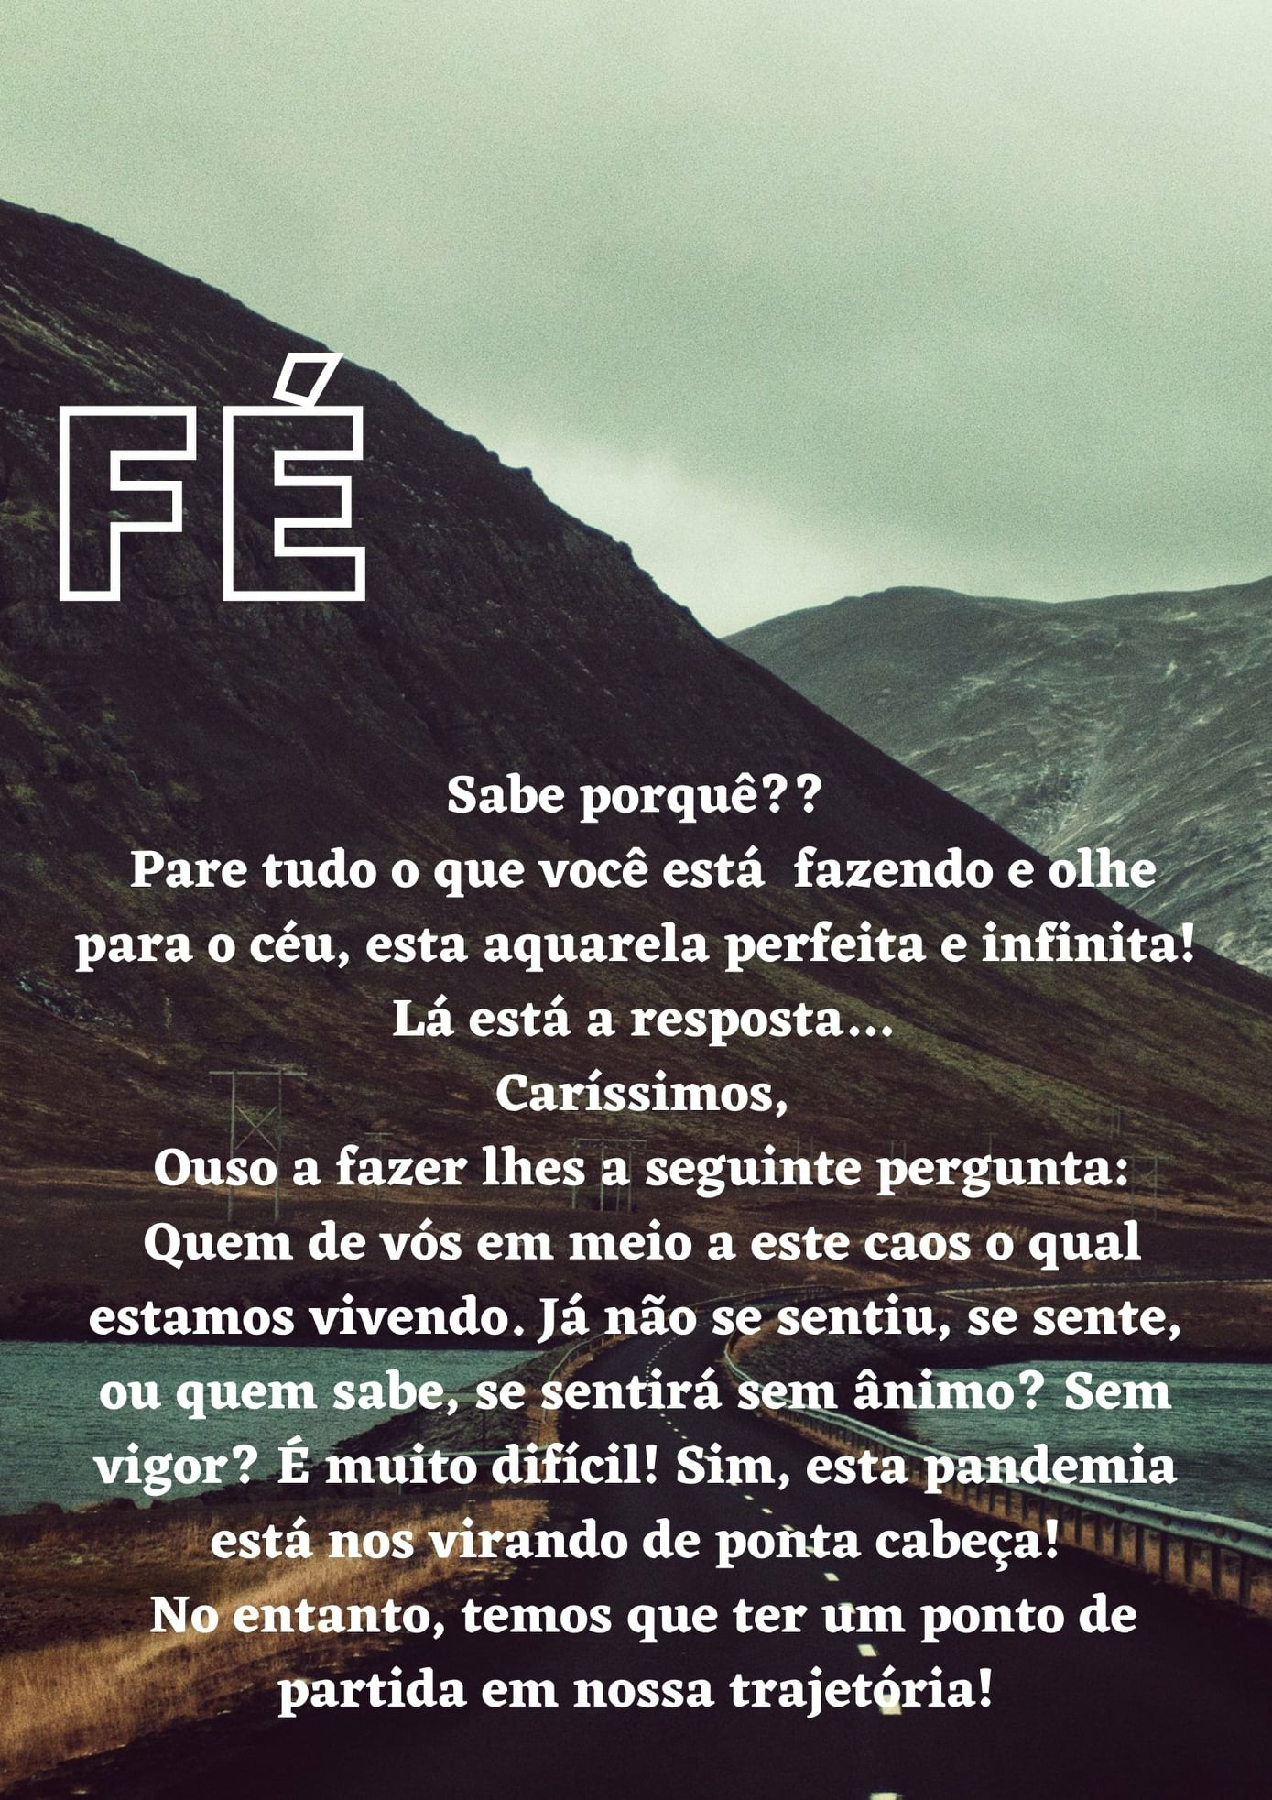 FÉ
Sabe porquê??
Pare tudo o que você está fazendo e olhe
para o céu, esta aquarela perfeita e infinita!
Lá está a resposta...
Caríssimos,
Ouso a fazer lhes a seguinte pergunta:
Quem de vós em meio a este caos o qual
estamos vivendo. Já não se sentiu, se sente,
ou quem sabe, se sentirá sem ânimo? Sem
vigor? É muito difícil! Sim, esta pandemia
está nos virando de ponta cabeça!
No entanto, temos que ter um ponto de
partida em nossa trajetória!